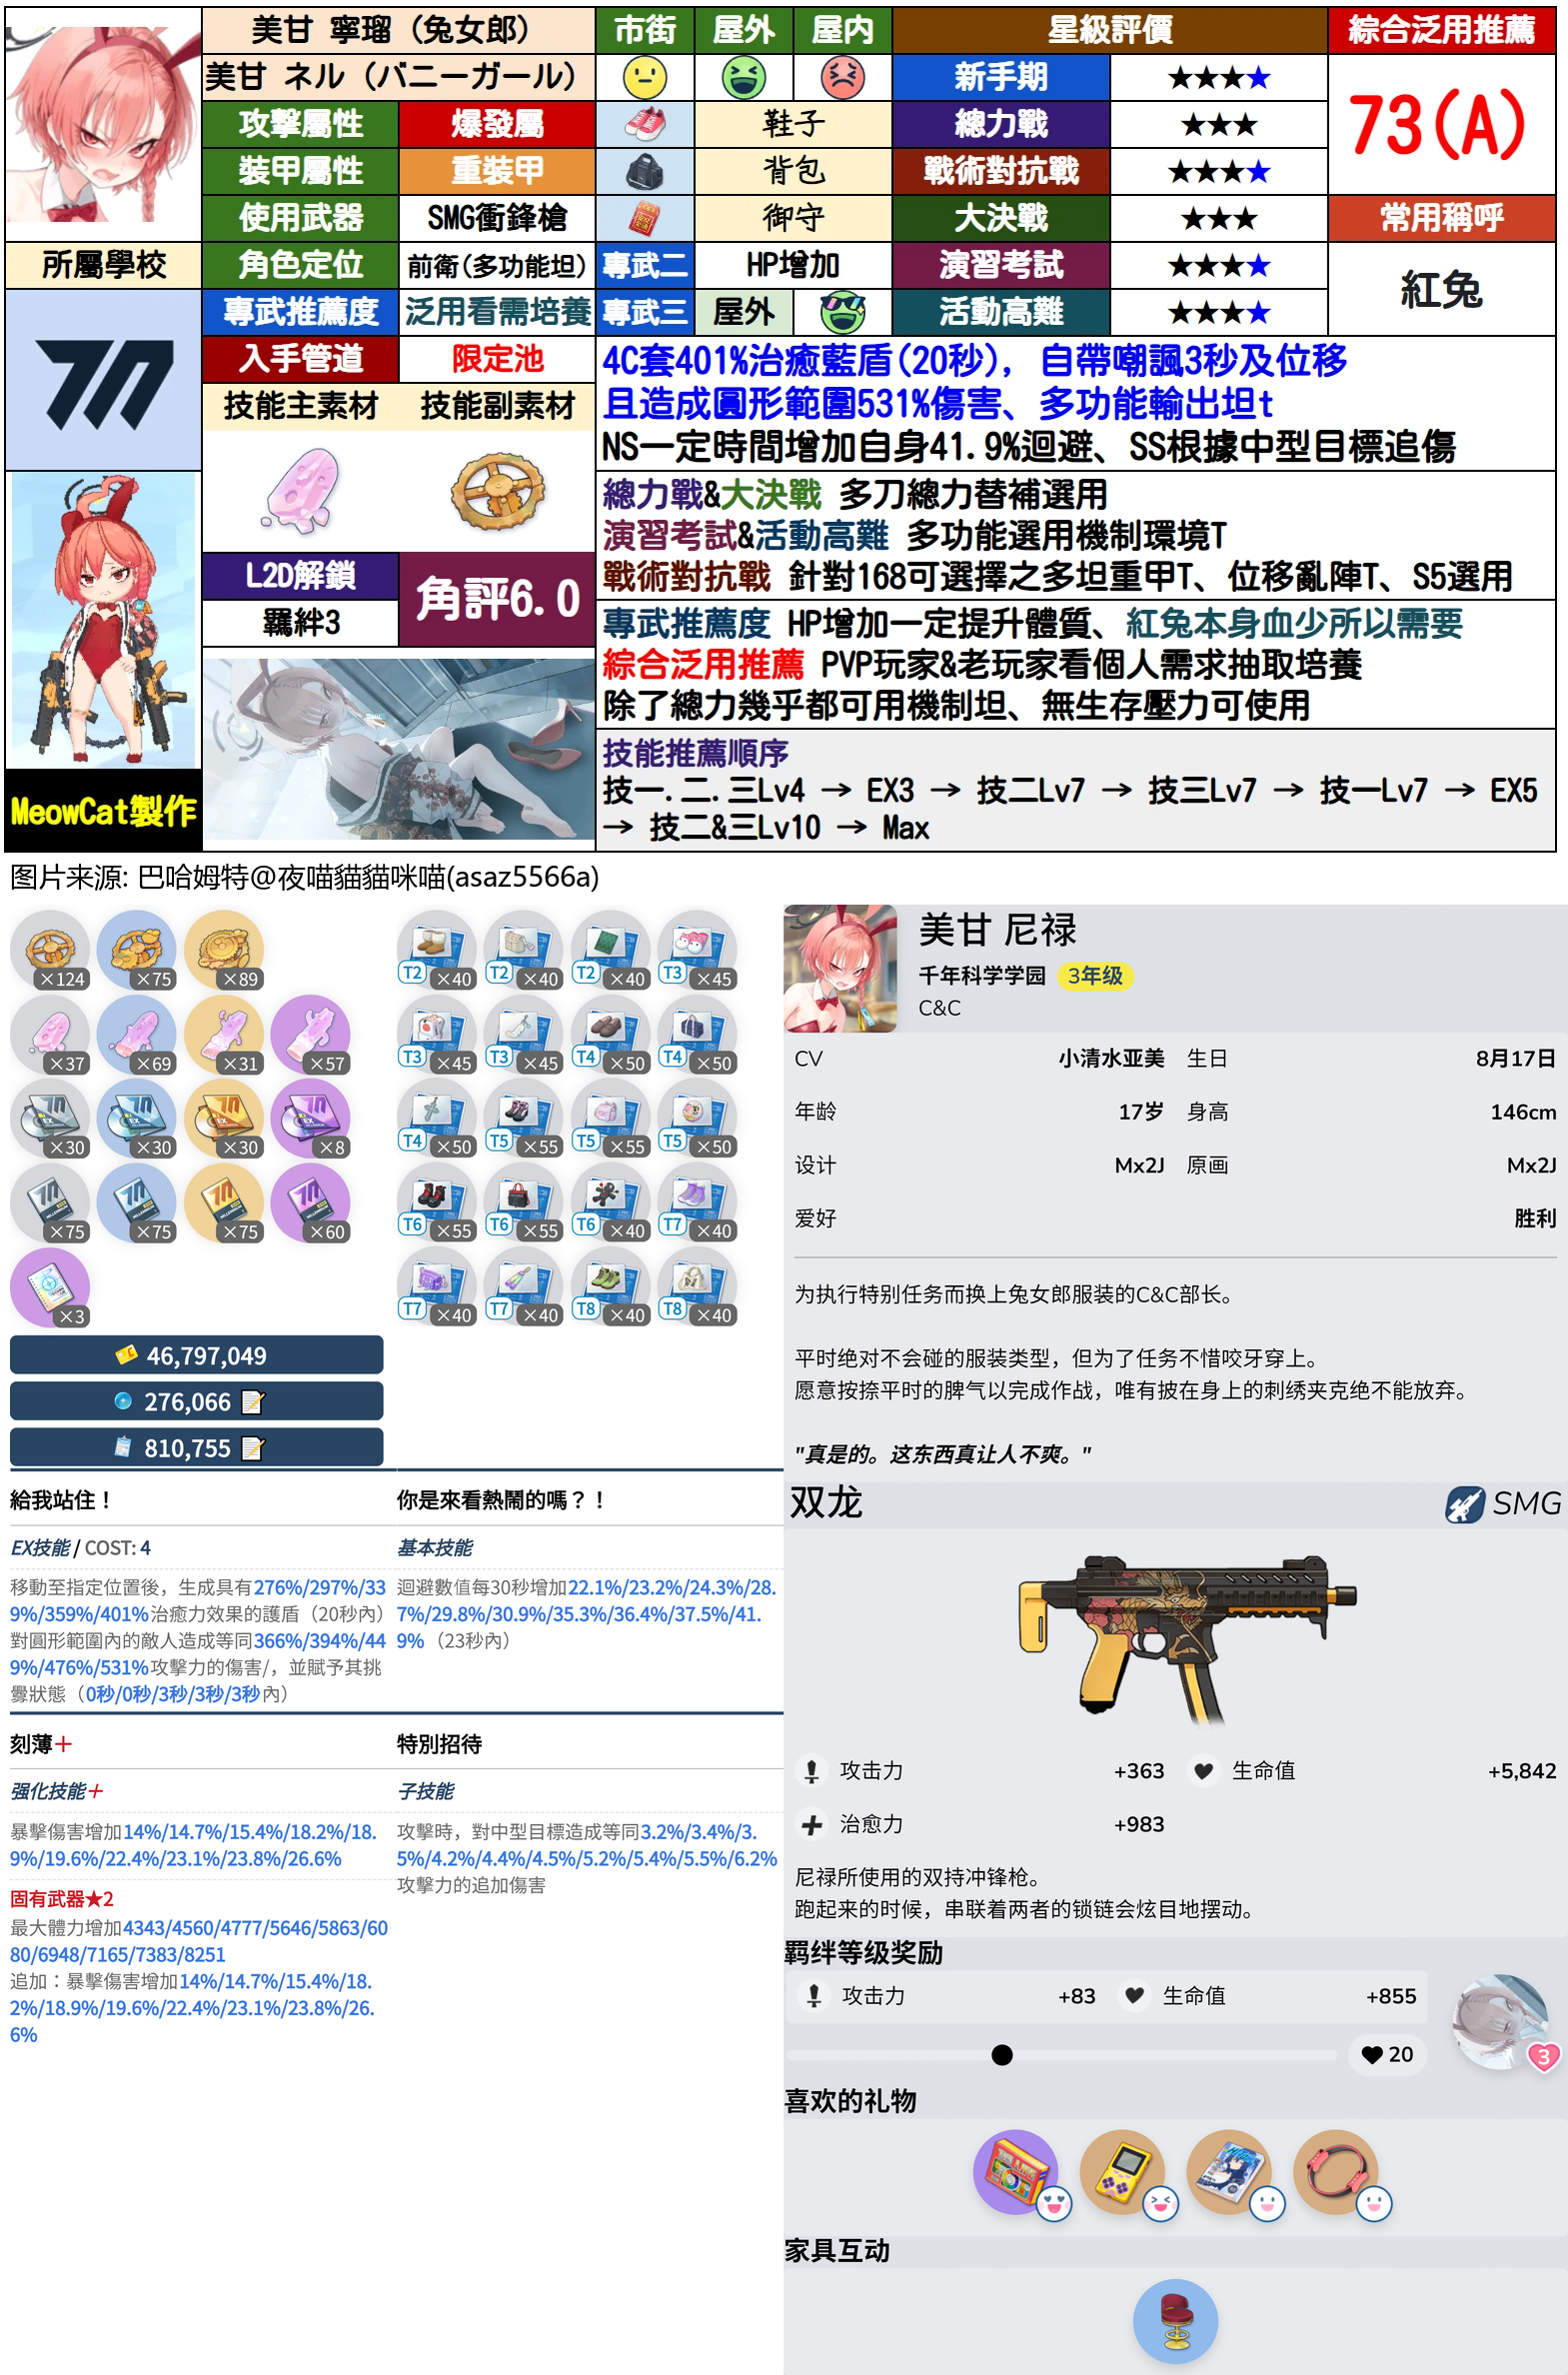 美甘 寧瑠（兔女郎）
市街
屋外
屋内
星級評價
綜合泛用推薦
美甘 ネル（バニーガール）
新手期
★★★★
73(A)
攻擊屬性
爆發屬
鞋子
總力戰
★★★
裝甲屬性
重裝甲
背包
戰術對抗戰
★★★★
使用武器
SMG衝鋒槍
御守
大決戰
★★★
常用稱呼
所屬學校
角色定位
前衛(多功能坦)
專武二
HP增加
演習考試
★★★★
紅兔
專武推薦度
泛用看需培養
專武三
屋外
活動高難
★★★★
入手管道
限定池
4C套401%治癒藍盾(20秒), 自帶嘲諷3秒及位移
且造成圓形範圍531%傷害、多功能輸出坦t
NS一定時間增加自身41.9%迴避、SS根據中型目標追傷
技能主素材
技能副素材
總力戰&大決戰 多刀總力替補選用
演習考試&活動高難 多功能選用機制環境T
戰術對抗戰 針對168可選擇之多坦重甲T、位移亂陣T、S5選用
L2D解鎖
角評6.0
羈絆3
專武推薦度 HP增加一定提升體質、紅兔本身血少所以需要
綜合泛用推薦 PVP玩家&老玩家看個人需求抽取培養
除了總力幾乎都可用機制坦、無生存壓力可使用
技能推薦順序
技一.二.三Lv4 → EX3 → 技二Lv7 → 技三Lv7 → 技一Lv7 → EX5
→ 技二&三Lv10 → Max
MeowCat製作
图片来源: 巴哈姆特@夜喵貓貓咪喵(asaz5566a)
×124
×75
×89
×37
×69
×31
×57
×30
×30
×30
×8
×75
×75
×75
×60
×3
46,797,049
276,066
810,755
T2 ×40
T2 ×40
T2 ×40
T3 ×45
T3 ×45
T3 ×45
T4 ×50
T4 ×50
T4 ×50
T5 ×55
T5 ×55
T5 ×50
T6 ×55
T6 ×55
T6 ×40
T7 ×40
T7 ×40
T7 ×40
T8 ×40
T8 ×40
給我站住！
EX技能 / COST: 4
移動至指定位置後，生成具有276%/297%/33
9%/359%/401%治癒力效果的護盾（20秒內）
對圓形範圍內的敵人造成等同366%/394%/44
9%/476%/531%攻擊力的傷害/，並賦予其挑
釁狀態（0秒/0秒/3秒/3秒/3秒內）
你是來看熱鬧的嗎？！
基本技能
迴避數值每30秒增加22.1%/23.2%/24.3%/28.
7%/29.8%/30.9%/35.3%/36.4%/37.5%/41.
9%（23秒內）
刻薄＋
强化技能＋
暴擊傷害增加14%/14.7%/15.4%/18.2%/18.
9%/19.6%/22.4%/23.1%/23.8%/26.6%
固有武器★2
最大體力增加4343/4560/4777/5646/5863/60
80/6948/7165/7383/8251
追加：暴擊傷害增加14%/14.7%/15.4%/18.
2%/18.9%/19.6%/22.4%/23.1%/23.8%/26.
6%
特別招待
子技能
攻擊時，對中型目標造成等同3.2%/3.4%/3.
5%/4.2%/4.4%/4.5%/5.2%/5.4%/5.5%/6.2%
攻擊力的追加傷害
美甘 尼禄
千年科学学园 3年级
C&C
CV 小清水亚美 生日 8月17日
年龄 17岁 身高 146cm
设计 Mx2J 原画 Mx2J
爱好 胜利
为执行特别任务而换上兔女郎服装的C&C部长。
平时绝对不会碰的服装类型，但为了任务不惜咬牙穿上。
愿意按捺平时的脾气以完成作战，唯有披在身上的刺绣夹克绝不能放弃。
"真是的。这东西真让人不爽。"
双龙
SMG
攻击力 +363 生命值 +5,842
治愈力 +983
尼禄所使用的双持冲锋枪。
跑起来的时候，串联着两者的锁链会炫目地摆动。
羁绊等级奖励
攻击力 +83 生命值 +855
20
3
喜欢的礼物
家具互动